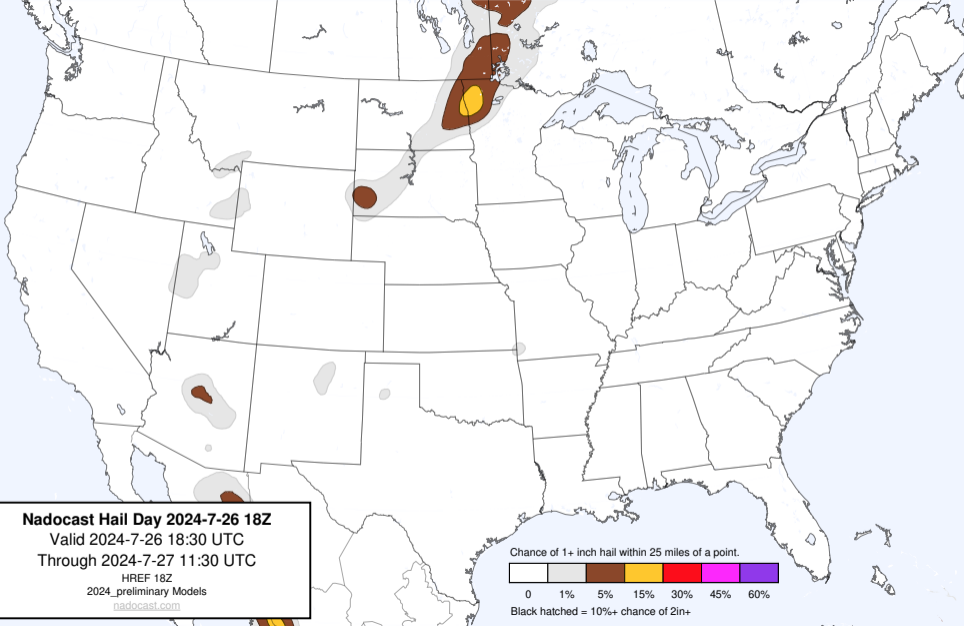 Nadocast Hail Day 2024-7-26 18Z
Valid 2024-7-26 18:30 UTC
Through 2024-7-27 11:30 UTC
HREF 18Z
2024_preliminary Models
nadocast.com
Chance of 1+ inch hail within 25 miles of a point.
0 1% 5% 15% 30% 45% 60%
Black hatched = 10%+ chance of 2in+